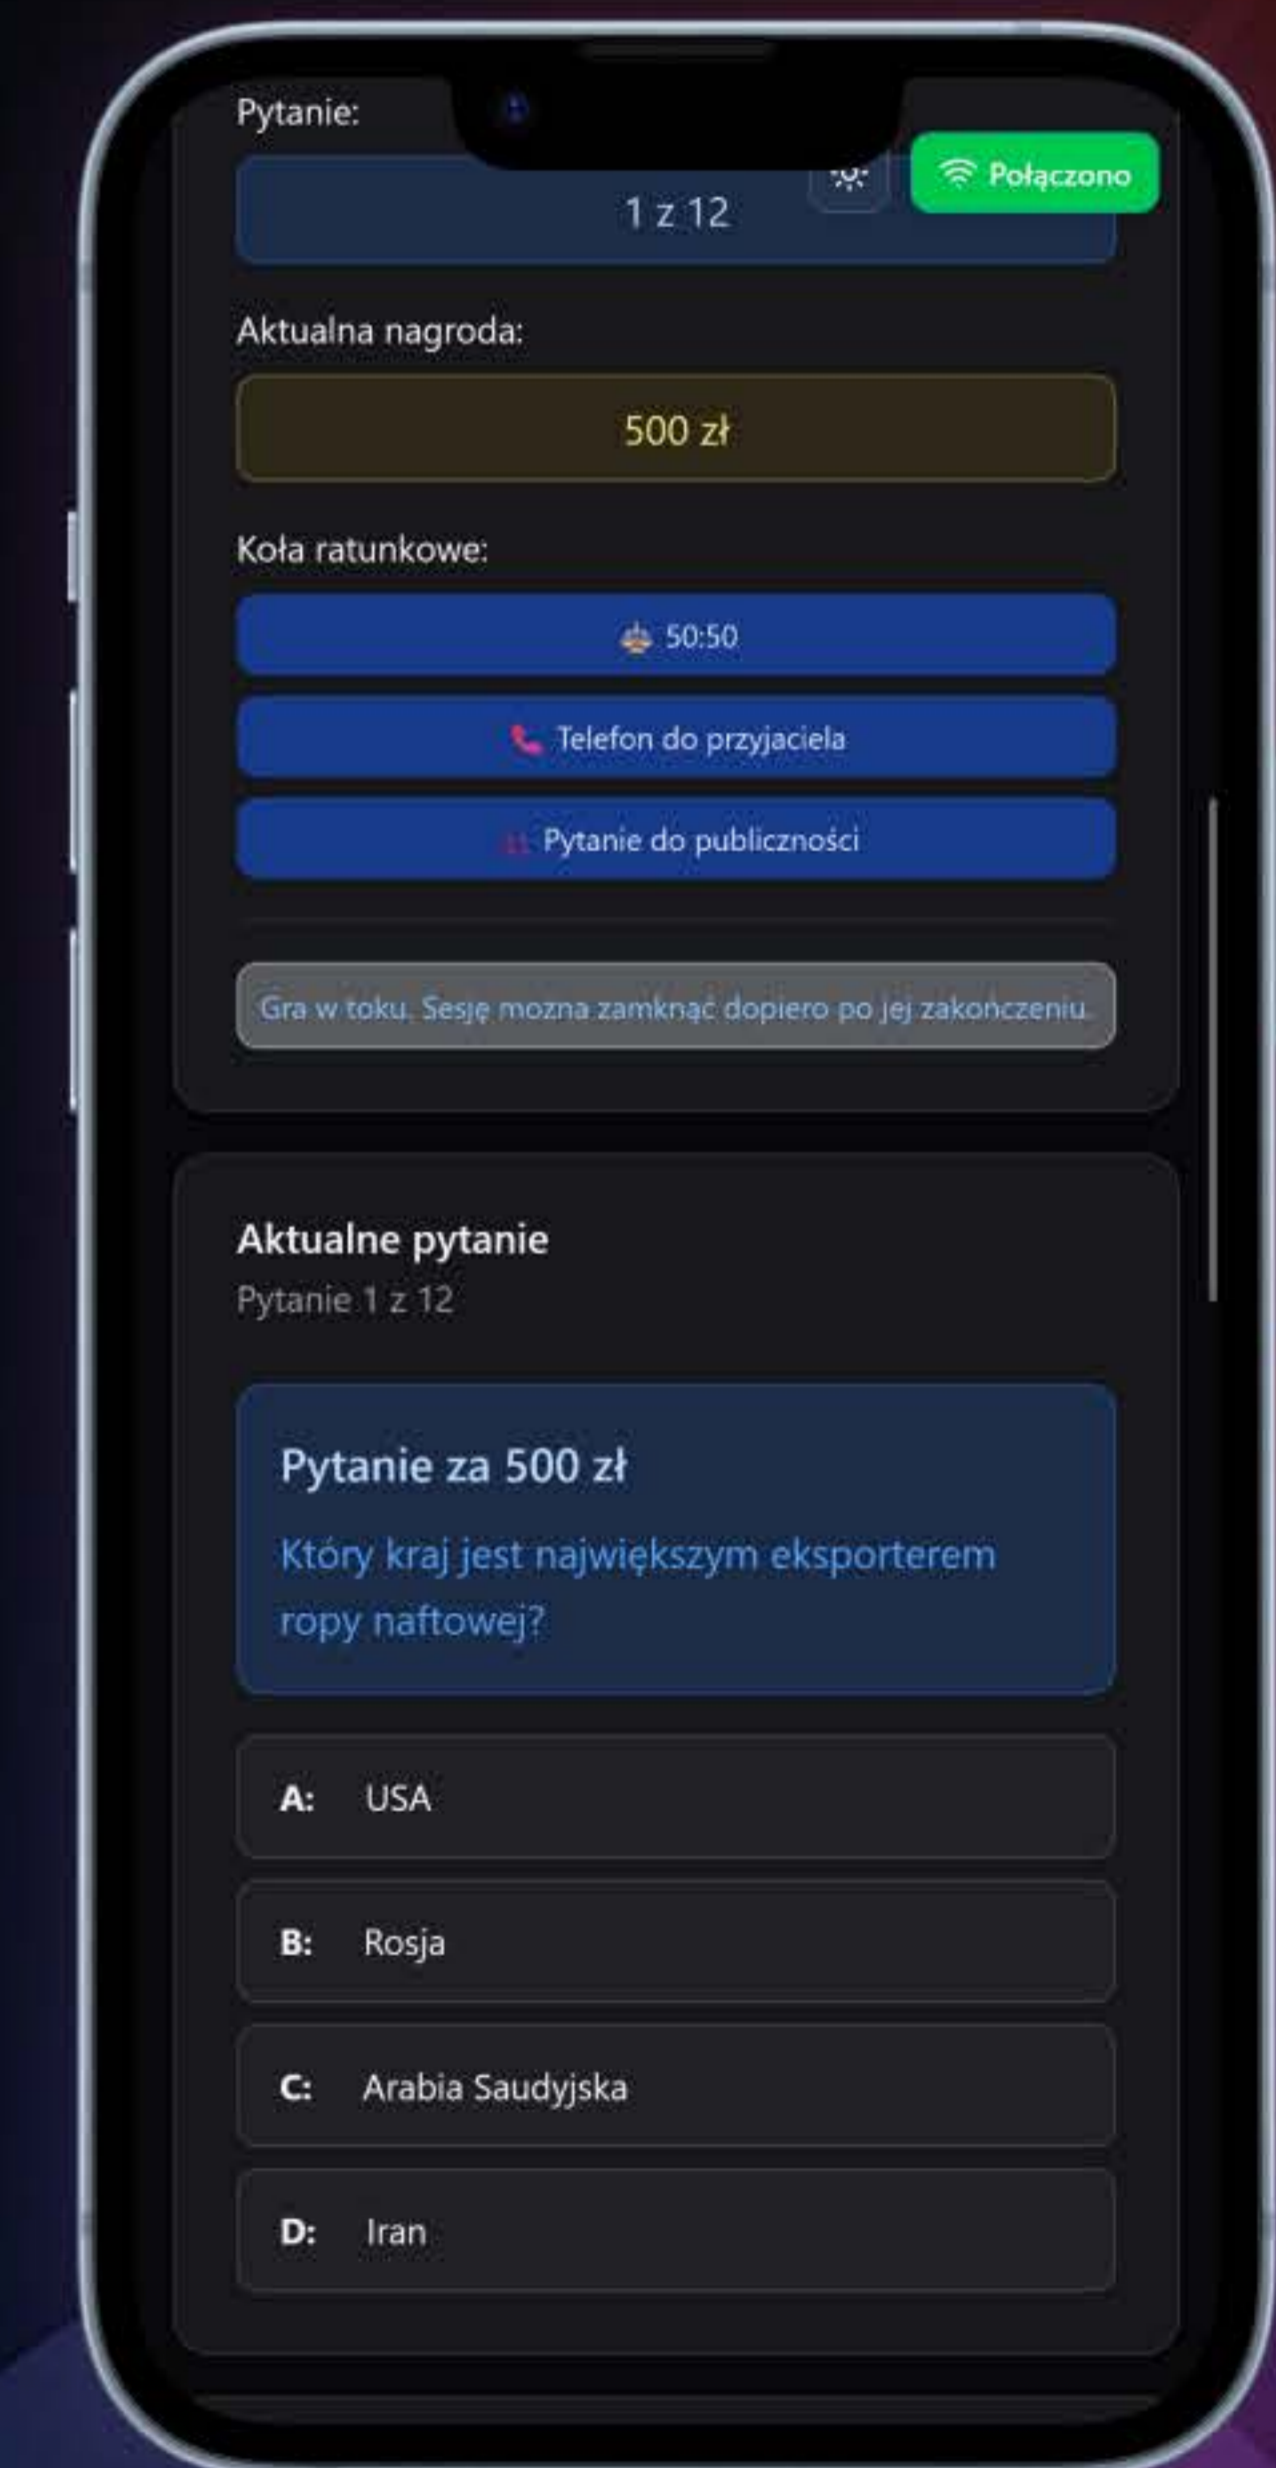 Pytanie:
Połączono
1 z 12
Aktualna nagroda:
500 zł
Koła ratunkowe:
50:50
Telefon do przyjaciela
Pytanie do publiczności
Gra w toku. Sesję mozna zamknąć dopiero po jej zakończeniu.
Aktualne pytanie
Pytanie 1 z 12
Pytanie za 500 zł
Który kraj jest największym eksporterem
ropy naftowej?
A: USA
B: Rosja
C: Arabia Saudyjska
D: Iran